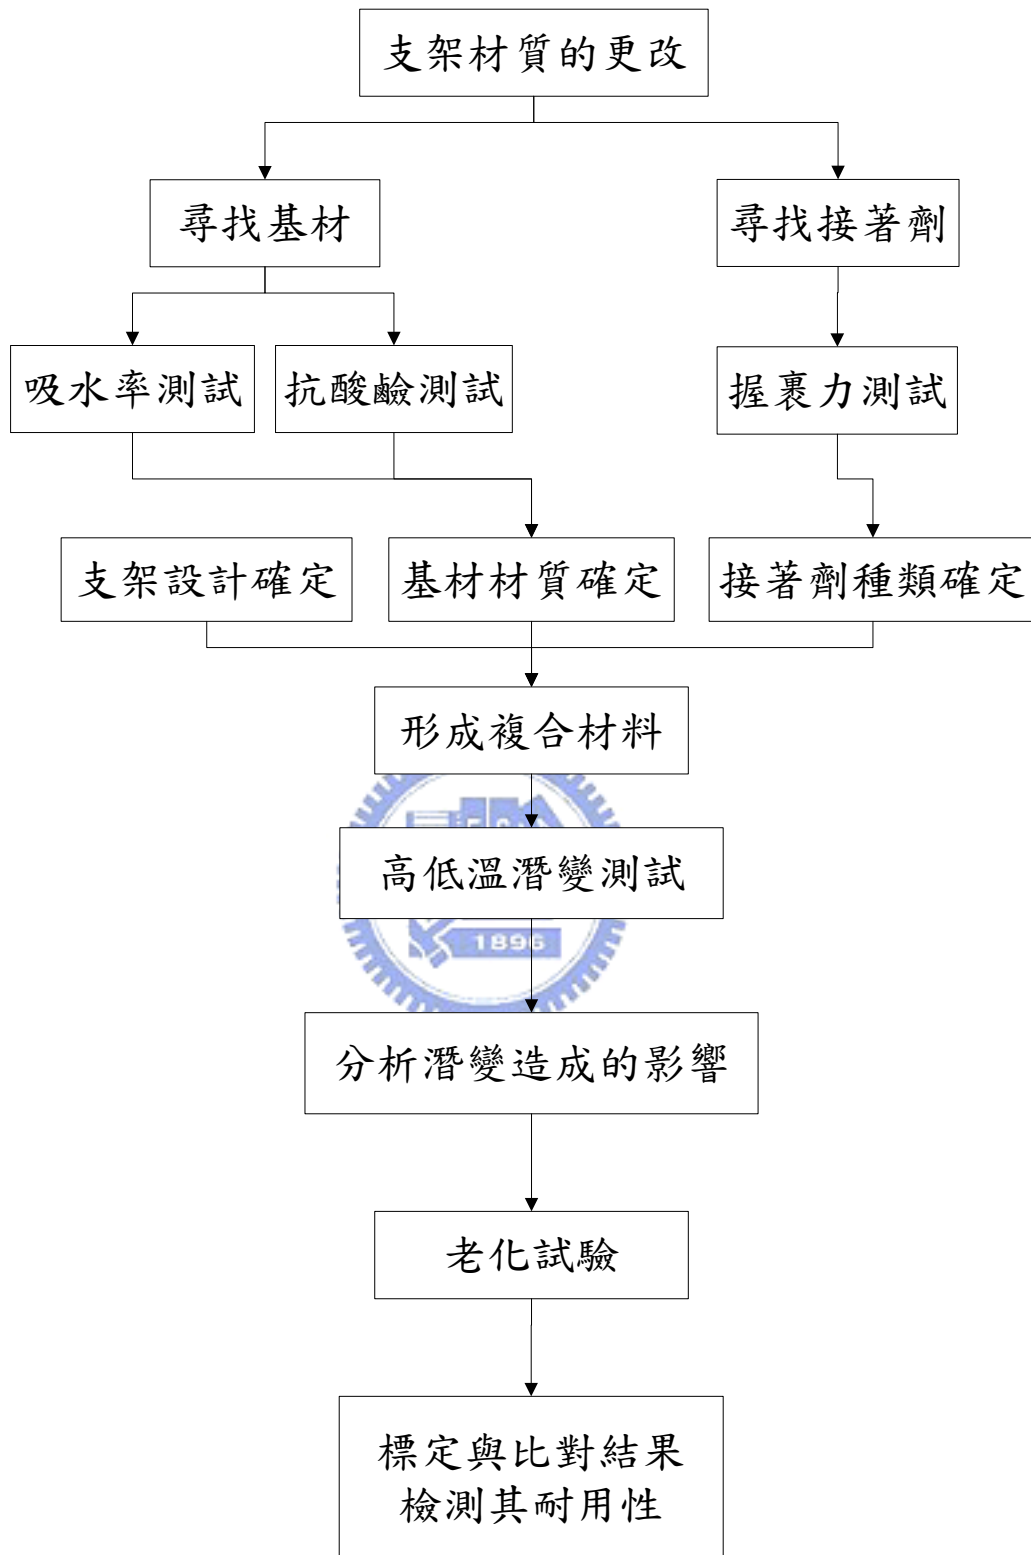 支架材質的更改
尋找基材
尋找接著劑
吸水率測試
抗酸鹼測試
握裹力測試
支架設計確定
基材材質確定
接著劑種類確定
形成複合材料
高低溫潛變測試
1896
分析潛變造成的影響
老化試驗
標定與比對結果
檢測其耐用性